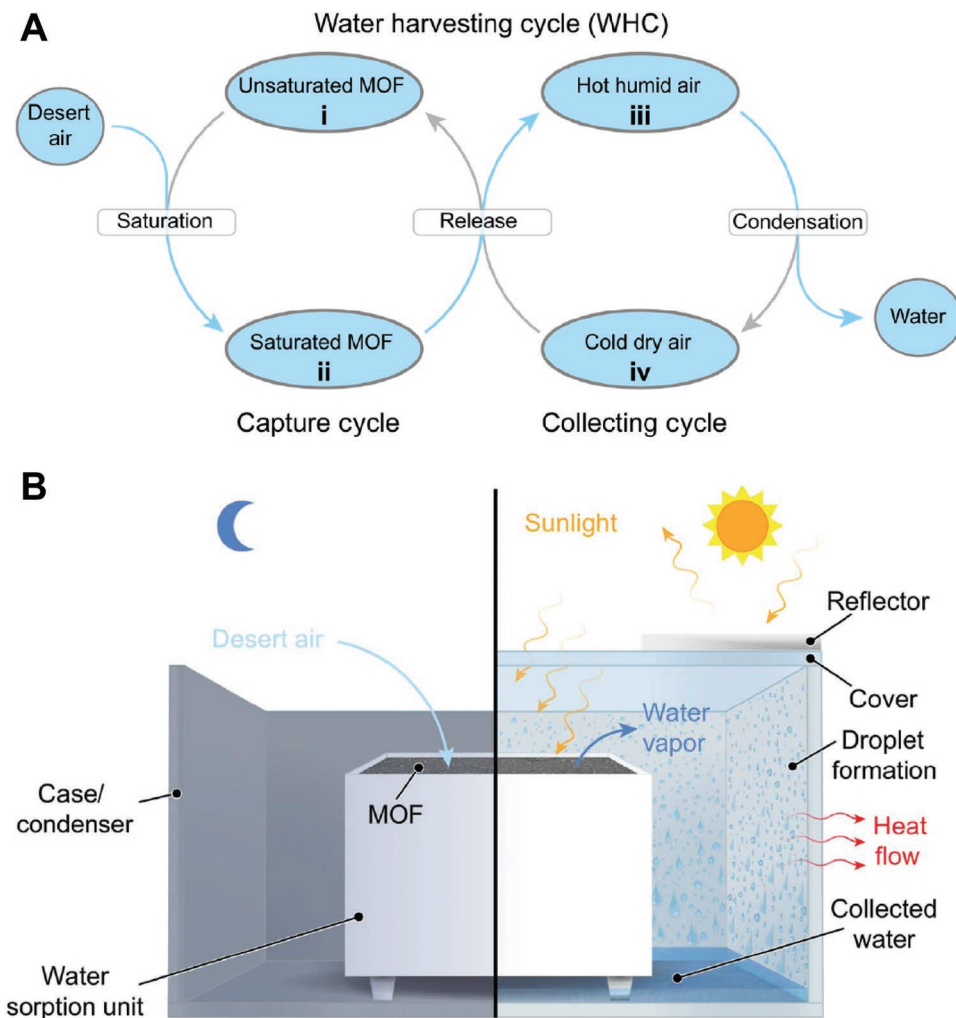 A
Water harvesting cycle (WHC)
Desert
air
Unsaturated MOF
i
Hot humid air
iii
Saturation
Release
Condensation
Saturated MOF
ii
Cold dry air
iv
Water
Capture cycle
Collecting cycle
B
Sunlight
Desert air
Reflector
Cover
Water
vapor
Droplet
formation
Case/
condenser
MOF
Heat
flow
Collected
water
Water
sorption unit